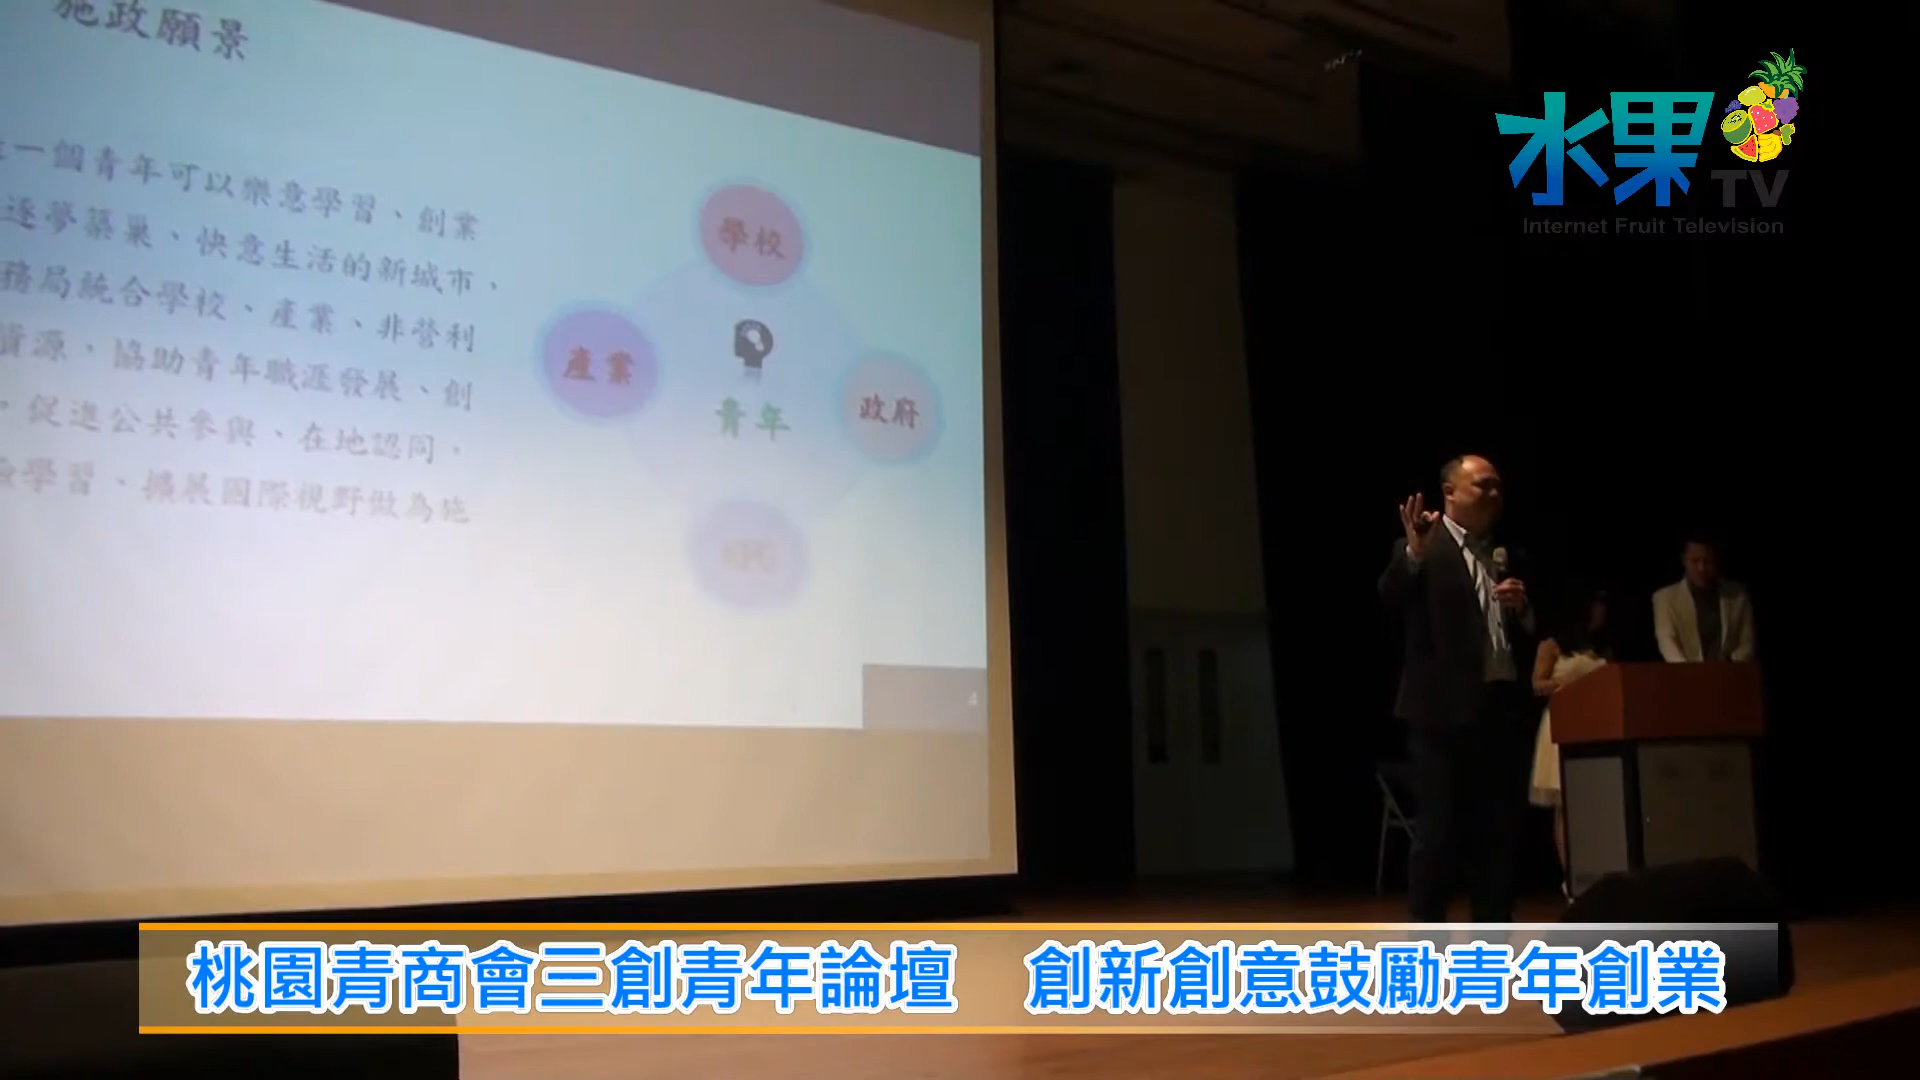 施政願景
一個青年可以樂意學習、創業
逐夢築巢、快意生活的新城市，
務局統合學校、產業、非營利
資源，協助青年職涯發展、創
，促進公共參與、在地認同，
學習、擴展國際視野做為施
學校
產業
青年
政府
NPO
4
水果
TV
Internet Fruit Television
桃園青商會三創青年論壇　創新創意鼓勵青年創業